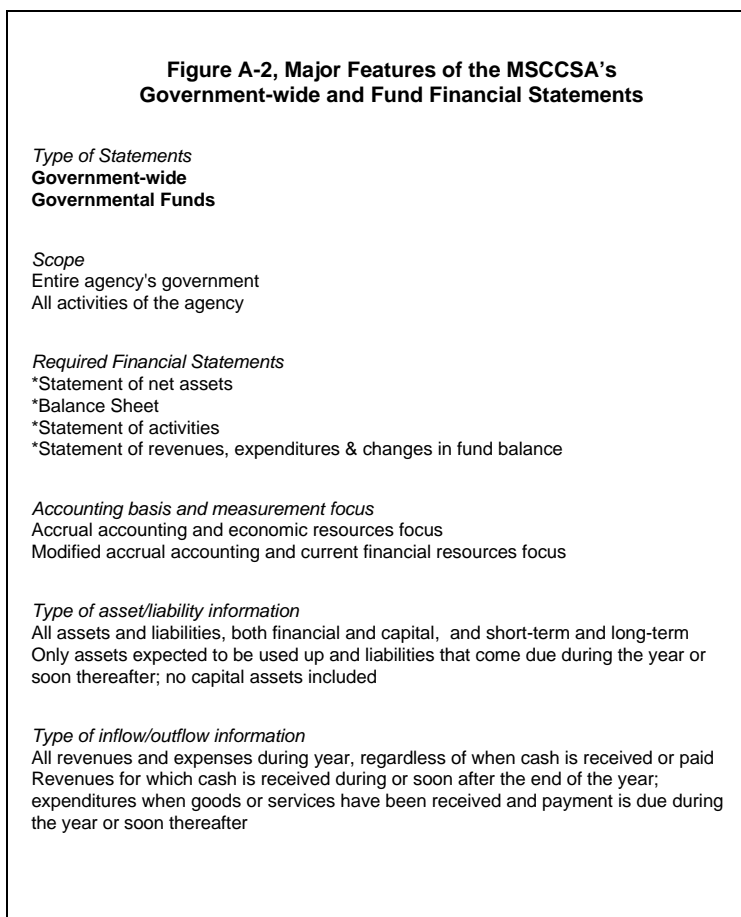 Figure A-2, Major Features of the MSCCSA's
Government-wide and Fund Financial Statements
Type of Statements
Government-wide
Governmental Funds
Scope
Entire agency's government
All activities of the agency
Required Financial Statements
*Statement of net assets
*Balance Sheet
*Statement of activities
*Statement of revenues, expenditures & changes in fund balance
Accounting basis and measurement focus
Accrual accounting and economic resources focus
Modified accrual accounting and current financial resources focus
Type of asset/liability information
All assets and liabilities, both financial and capital,  and short-term and long-term
Only assets expected to be used up and liabilities that come due during the year or
soon thereafter; no capital assets included
Type of inflow/outflow information
All revenues and expenses during year, regardless of when cash is received or paid
Revenues for which cash is received during or soon after the end of the year;
expenditures when goods or services have been received and payment is due during
the year or soon thereafter